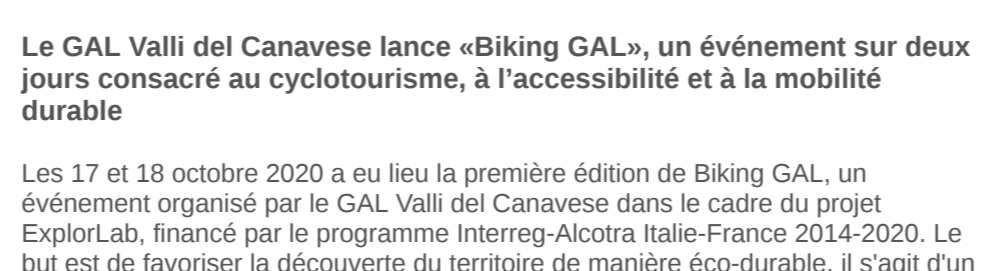 Le GAL Valli del Canavese lance «Biking GAL», un événement sur deux
jours consacré au cyclotourisme, à l’accessibilité et à la mobilité
durable
Les 17 et 18 octobre 2020 a eu lieu la première édition de Biking GAL, un
événement organisé par le GAL Valli del Canavese dans le cadre du projet
ExplorLab, financé par le programme Interreg-Alcotra Italie-France 2014-2020. Le
but est de favoriser la découverte du territoire de manière éco-durable, il s'agit d'un